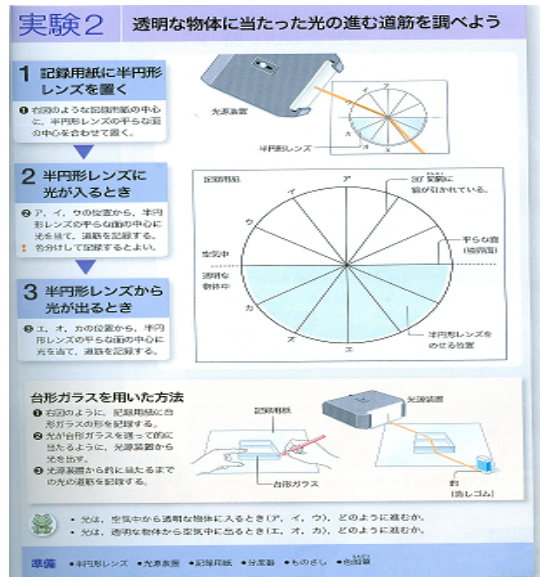 実験2 透明な物体に当たった光の進む道筋を調べよう
1 記録用紙に半円形
レンズを置く
❶ 右図のような記録用紙の中心
に、半円形レンズの平らな面
の中心を合わせて置く。
光源装置
半円形レンズ
ウ
イ
ア
カ
オ
エ
2 半円形レンズに
光が入るとき
❷ ア、イ、ウの位置から、半円
形レンズの平らな面の中心に
光を当て、道筋を記録する。
! 色分けして記録するとよい。
3 半円形レンズから
光が出るとき
❸ エ、オ、カの位置から、半円
形レンズの平らな面の中心に
光を当て、道筋を記録する。
記録用紙
ア
イ
ウ
30°間隔に
線が引かれている。
空気中
透明な
物体中
平らな面
(境界面)
カ
オ
エ
半円形レンズを
のせる位置
台形ガラスを用いた方法
❶ 右図のように、記録用紙に台
形ガラスの形を記録する。
❷ 光が台形ガラスを通って的に
当たるように、光源装置から
光を出す。
❸ 光源装置から的に当たるまで
の光の道筋を記録する。
記録用紙
台形ガラス
光源装置
的
(消しゴム)
・光は、空気中から透明な物体に入るとき(ア、イ、ウ)、どのように進むか。
・光は、透明な物体から空気中に出るとき(エ、オ、カ)、どのように進むか。
準備 ●半円形レンズ ●光源装置 ●記録用紙 ●分度器 ●ものさし ●色鉛筆